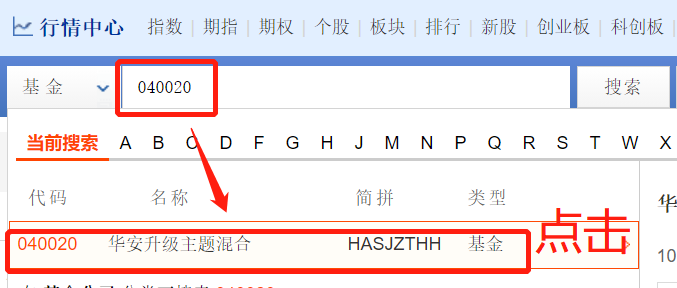 行情中心 指数 期指 期权 个股 板块 排行 新股 创业板 科创板
基金 040020 搜索
当前搜索 A B C D F G H J M N P Q R S T W X
代码 名称 简拼 类型
040020 华安升级主题混合 HASJZTHH 基金
点击
华
10